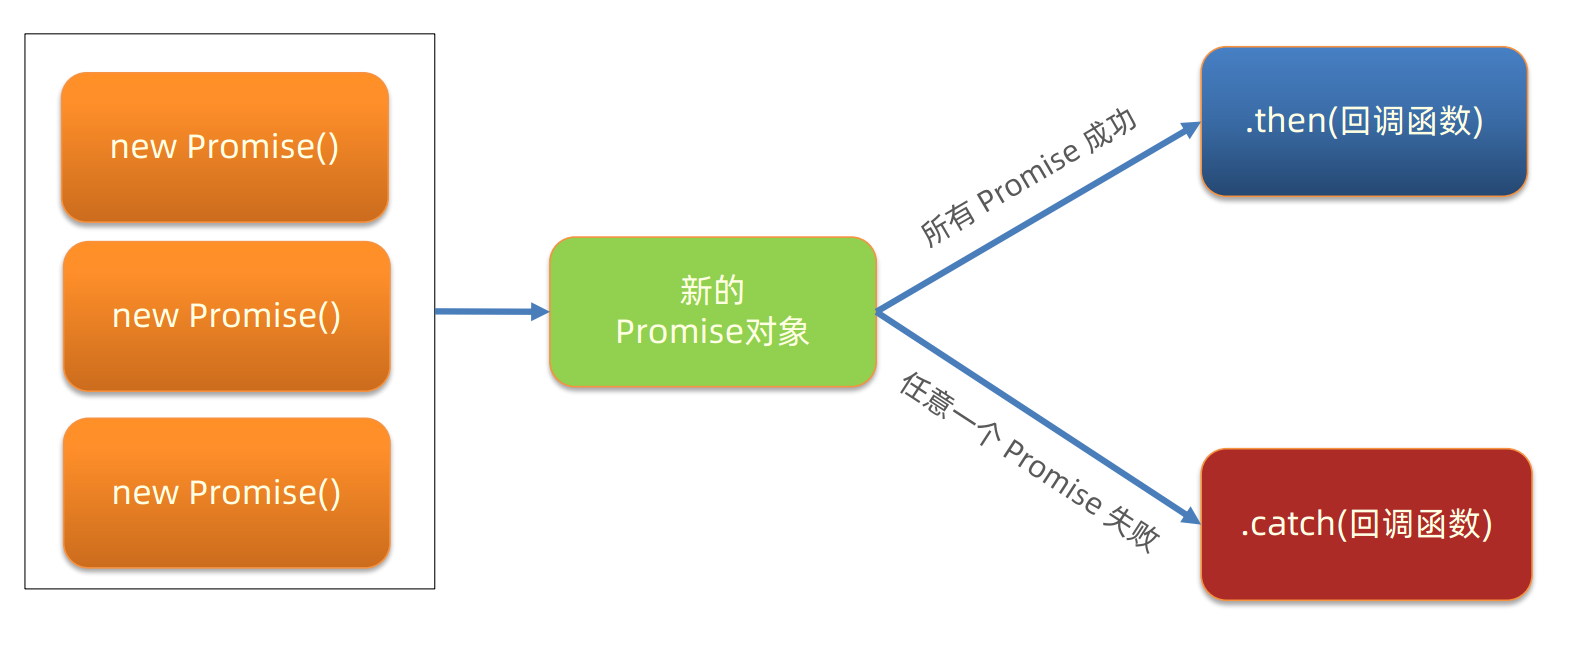 new Promise()
new Promise()
new Promise()
新的
Promise对象
所有 Promise 成功
任意一个 Promise 失败
.then(回调函数)
.catch(回调函数)